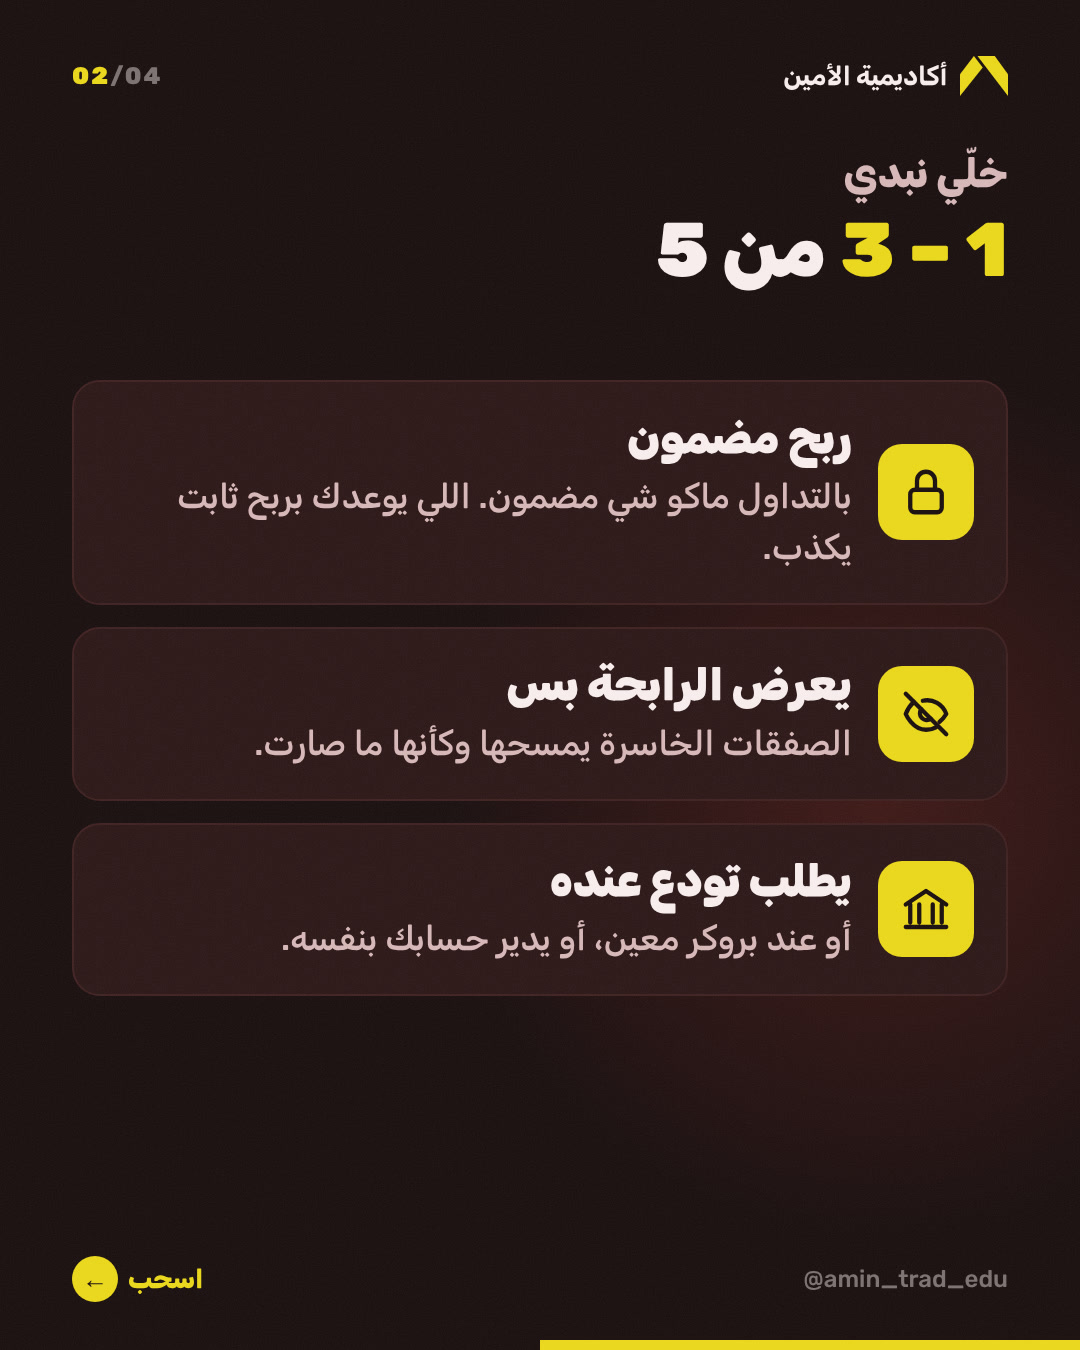 أكاديمية الأمين
02/04
خلّي نبدي
1 – 3 من 5
ربح مضمون
بالتداول ماكو شي مضمون. اللي يوعدك بربح ثابت
يكذب.
يعرض الرابحة بس
الصفقات الخاسرة يمسحها وكأنها ما صارت.
يطلب تودع عنده
أو عند بروكر معين، أو يدير حسابك بنفسه.
@amin_trad_edu
اسحب ←